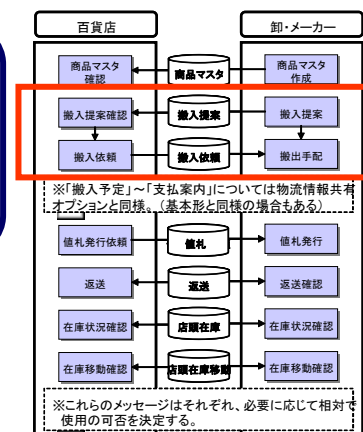 百貨店 卸・メーカー
商品マスタ 商品マスタ 商品マスタ
確認 作成
搬入提案確認 搬入提案 搬入提案
搬入依頼 搬入依頼 搬出手配
※「搬入予定」～「支払案内」については物流情報共有
オプションと同様。（基本形と同様の場合もある）
値札発行依頼 値札 値札発行
返送 返送 返送確認
在庫状況確認 店頭在庫 在庫状況確認
在庫移動確認 店頭在庫移動 在庫移動確認
※これらのメッセージはそれぞれ、必要に応じて相対で
使用の可否を決定する。